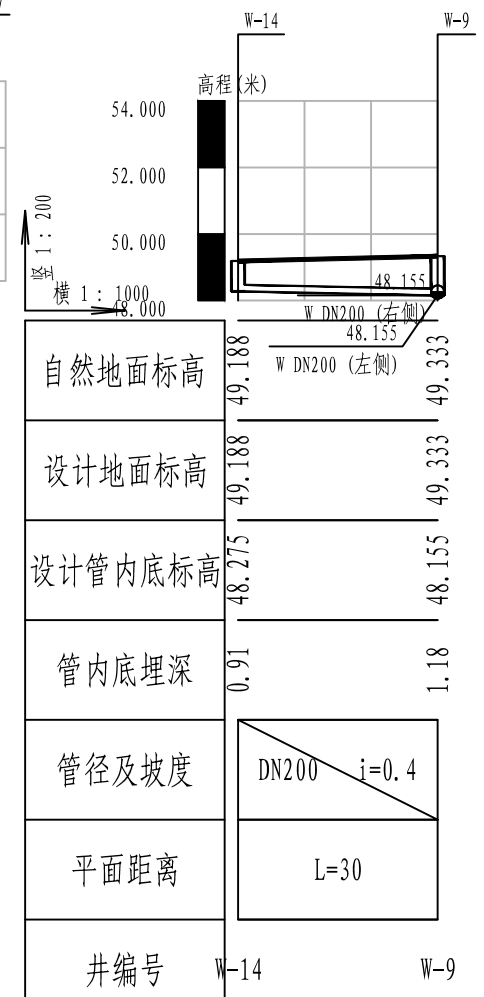 W-14 W-9
高程(米)
54.000
52.000
50.000
48.000
竖 1: 200
横 1: 1000
48.155
W DN200 (右侧)
48.155
W DN200 (左侧)
自然地面标高 49.188 49.333
设计地面标高 49.188 49.333
设计管内底标高 48.275 48.155
管内底埋深 0.91 1.18
管径及坡度 DN200 i=0.4
平面距离 L=30
井编号 W-14 W-9